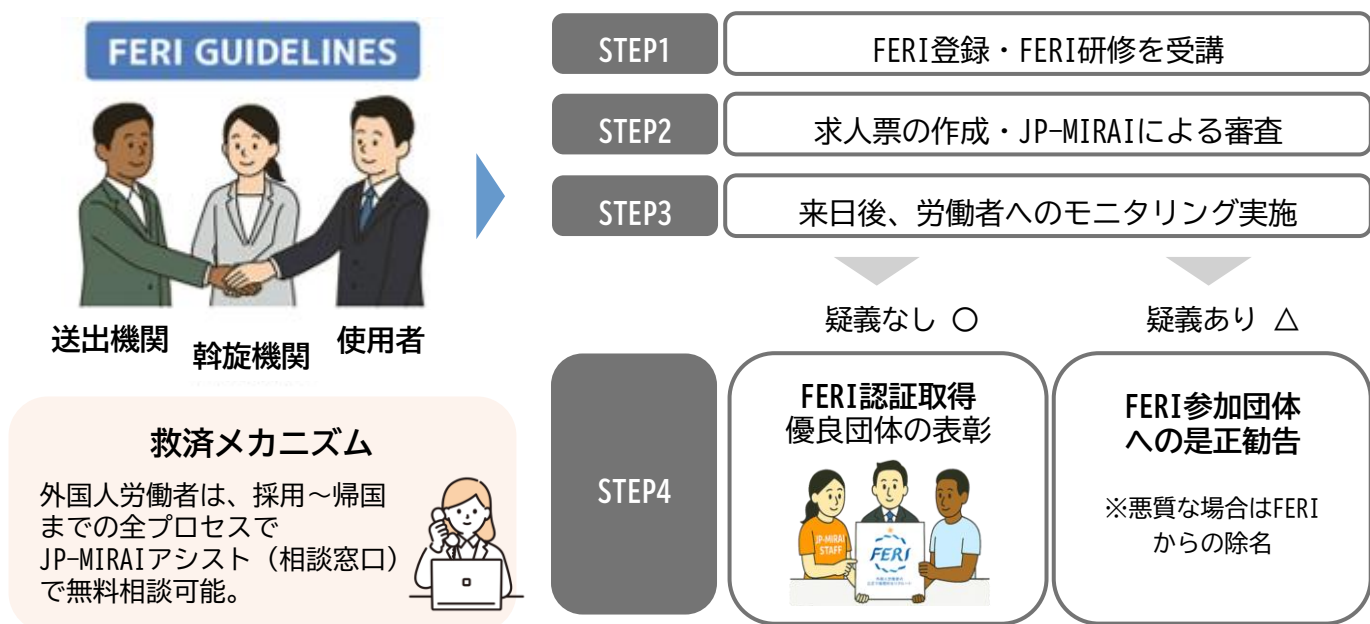 FERI GUIDELINES
送出機関
斡旋機関
使用者
救済メカニズム
外国人労働者は、採用～帰国
までの全プロセスで
JP-MIRAIアシスト（相談窓口）
で無料相談可能。
STEP1
FERI登録・FERI研修を受講
STEP2
求人票の作成・JP-MIRAIによる審査
STEP3
来日後、労働者へのモニタリング実施
疑義なし 〇
疑義あり △
STEP4
FERI認証取得
優良団体の表彰
JP-MIRAI
STAFF
FERI
FERI参加団体
への是正勧告
※悪質な場合はFERI
からの除名